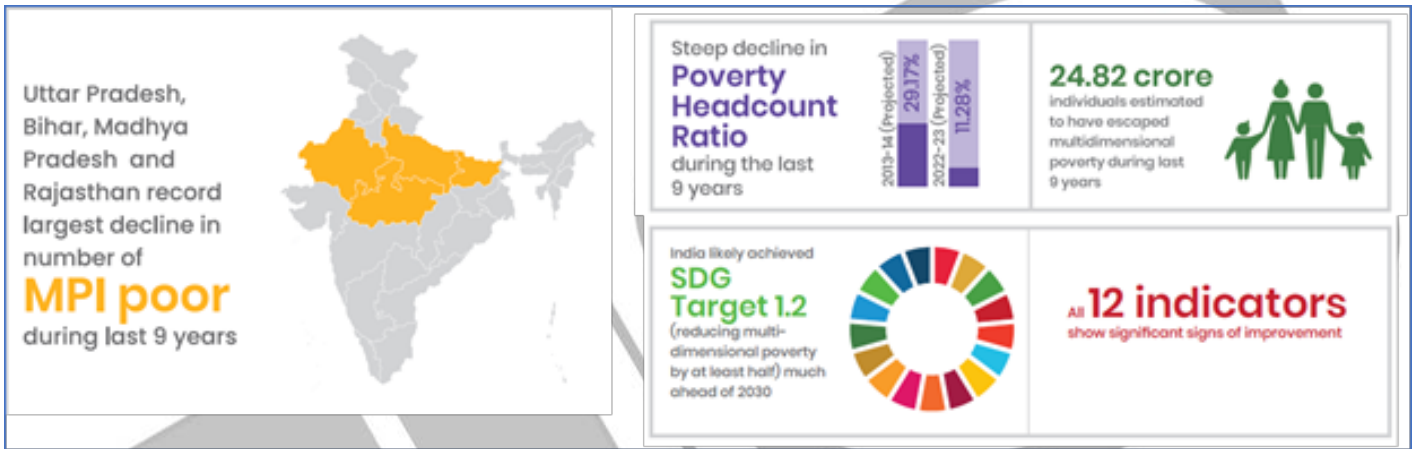 Uttar Pradesh,
Bihar, Madhya
Pradesh and
Rajasthan record
largest decline in
number of
MPI poor
during last 9 years
Steep decline in
Poverty
Headcount
Ratio
during the last
9 years
2013-14 (Projected)
29.17%
2022-23 (Projected)
11.28%
24.82 crore
individuals estimated
to have escaped
multidimensional
poverty during last
9 years
India likely achieved
SDG
Target 1.2
(reducing multi-
dimensional poverty
by at least half) much
ahead of 2030
All 12 indicators
show significant signs of improvement